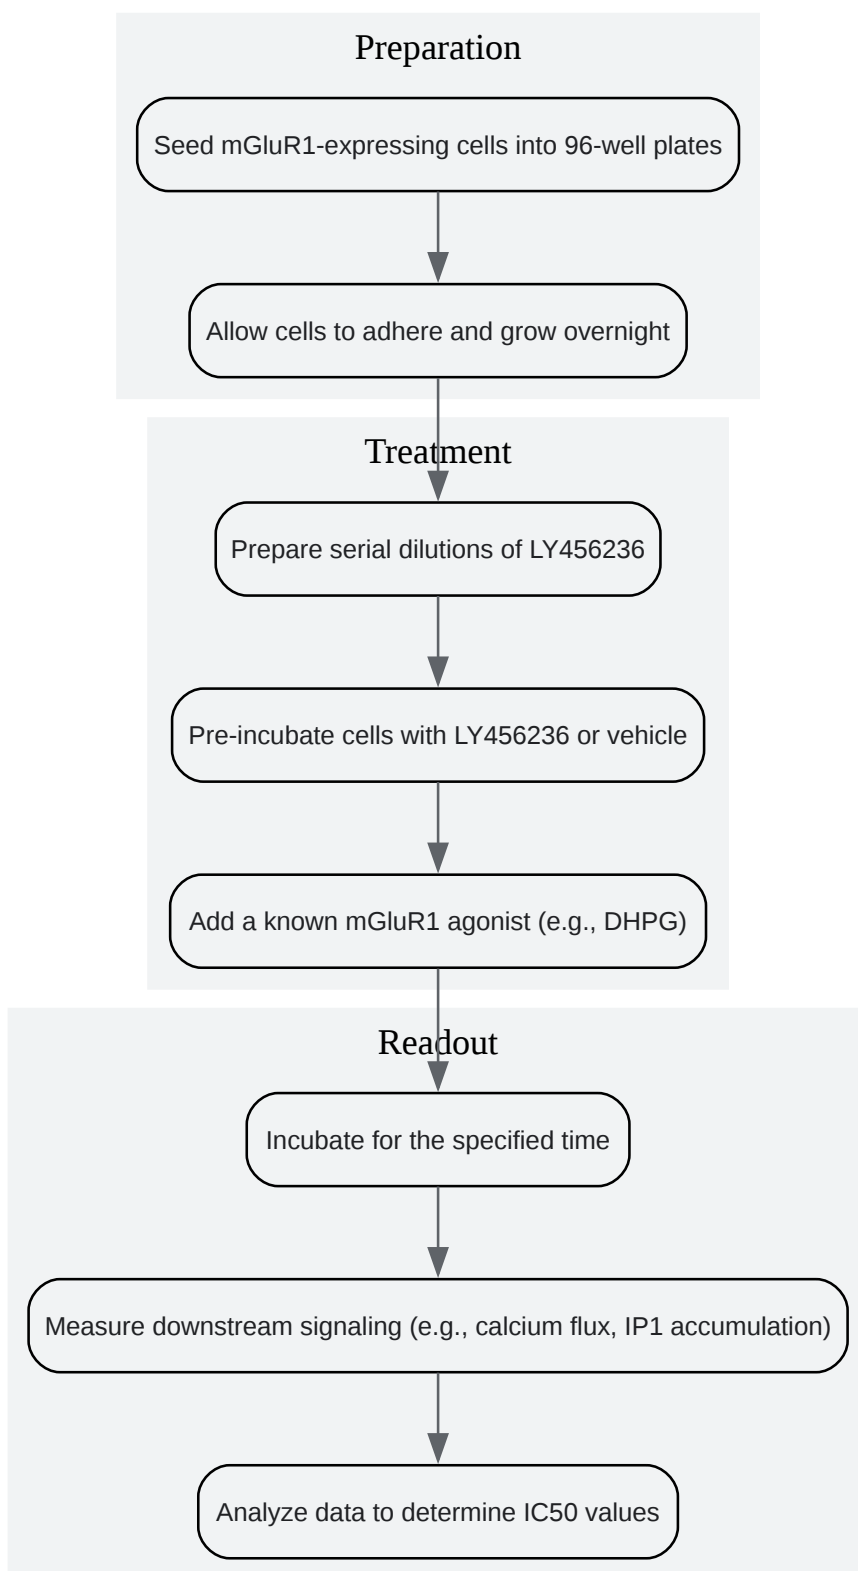 Preparation
Seed mGluR1-expressing cells into 96-well plates
Allow cells to adhere and grow overnight
Treatment
Prepare serial dilutions of LY456236
Pre-incubate cells with LY456236 or vehicle
Add a known mGluR1 agonist (e.g., DHPG)
Readout
Incubate for the specified time
Measure downstream signaling (e.g., calcium flux, IP1 accumulation)
Analyze data to determine IC50 values